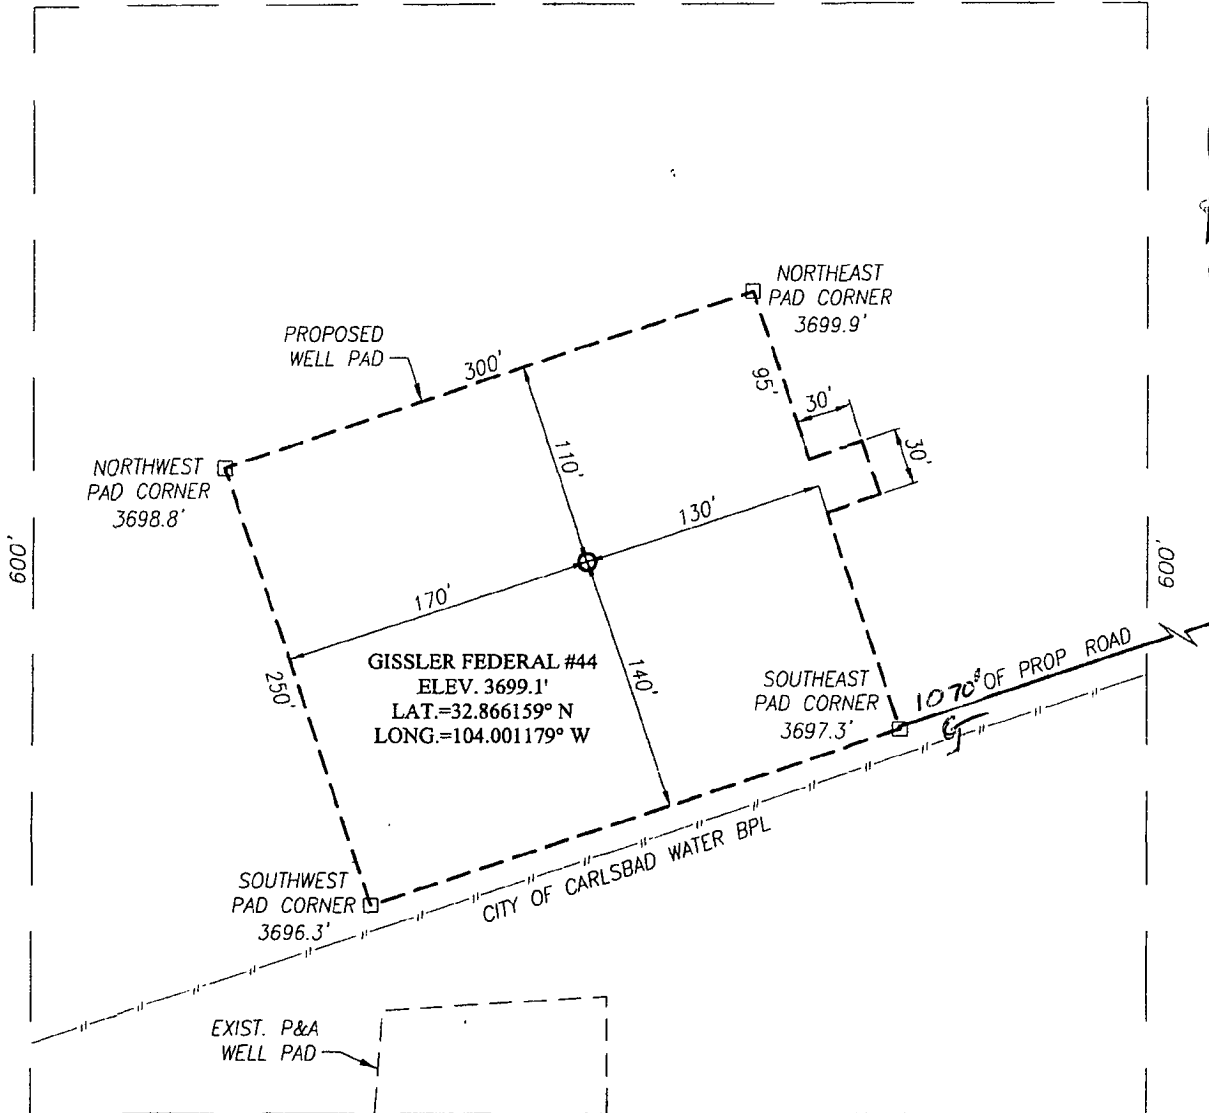 NORTHEAST
PAD CORNER
3699.9'
PROPOSED
WELL PAD
300'
95'
30'
30'
110'
NORTHWEST
PAD CORNER
3698.8'
130'
600'
600'
170'
GISSLER FEDERAL #44
ELEV. 3699.1'
LAT.=32.866159° N
LONG.=104.001179° W
250'
140'
SOUTHEAST
PAD CORNER
3697.3'
1070' OF PROP ROAD
CITY OF CARLSBAD WATER BPL
SOUTHWEST
PAD CORNER
3696.3'
EXIST. P&A
WELL PAD